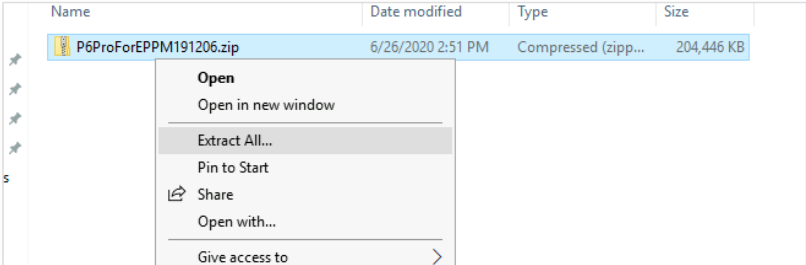 Name Date modified Type Size
P6ProForEPPM191206.zip 6/26/2020 2:51 PM Compressed (zipp... 204,446 KB
Open
Open in new window
Extract All...
Pin to Start
s
Share
Open with...
Give access to